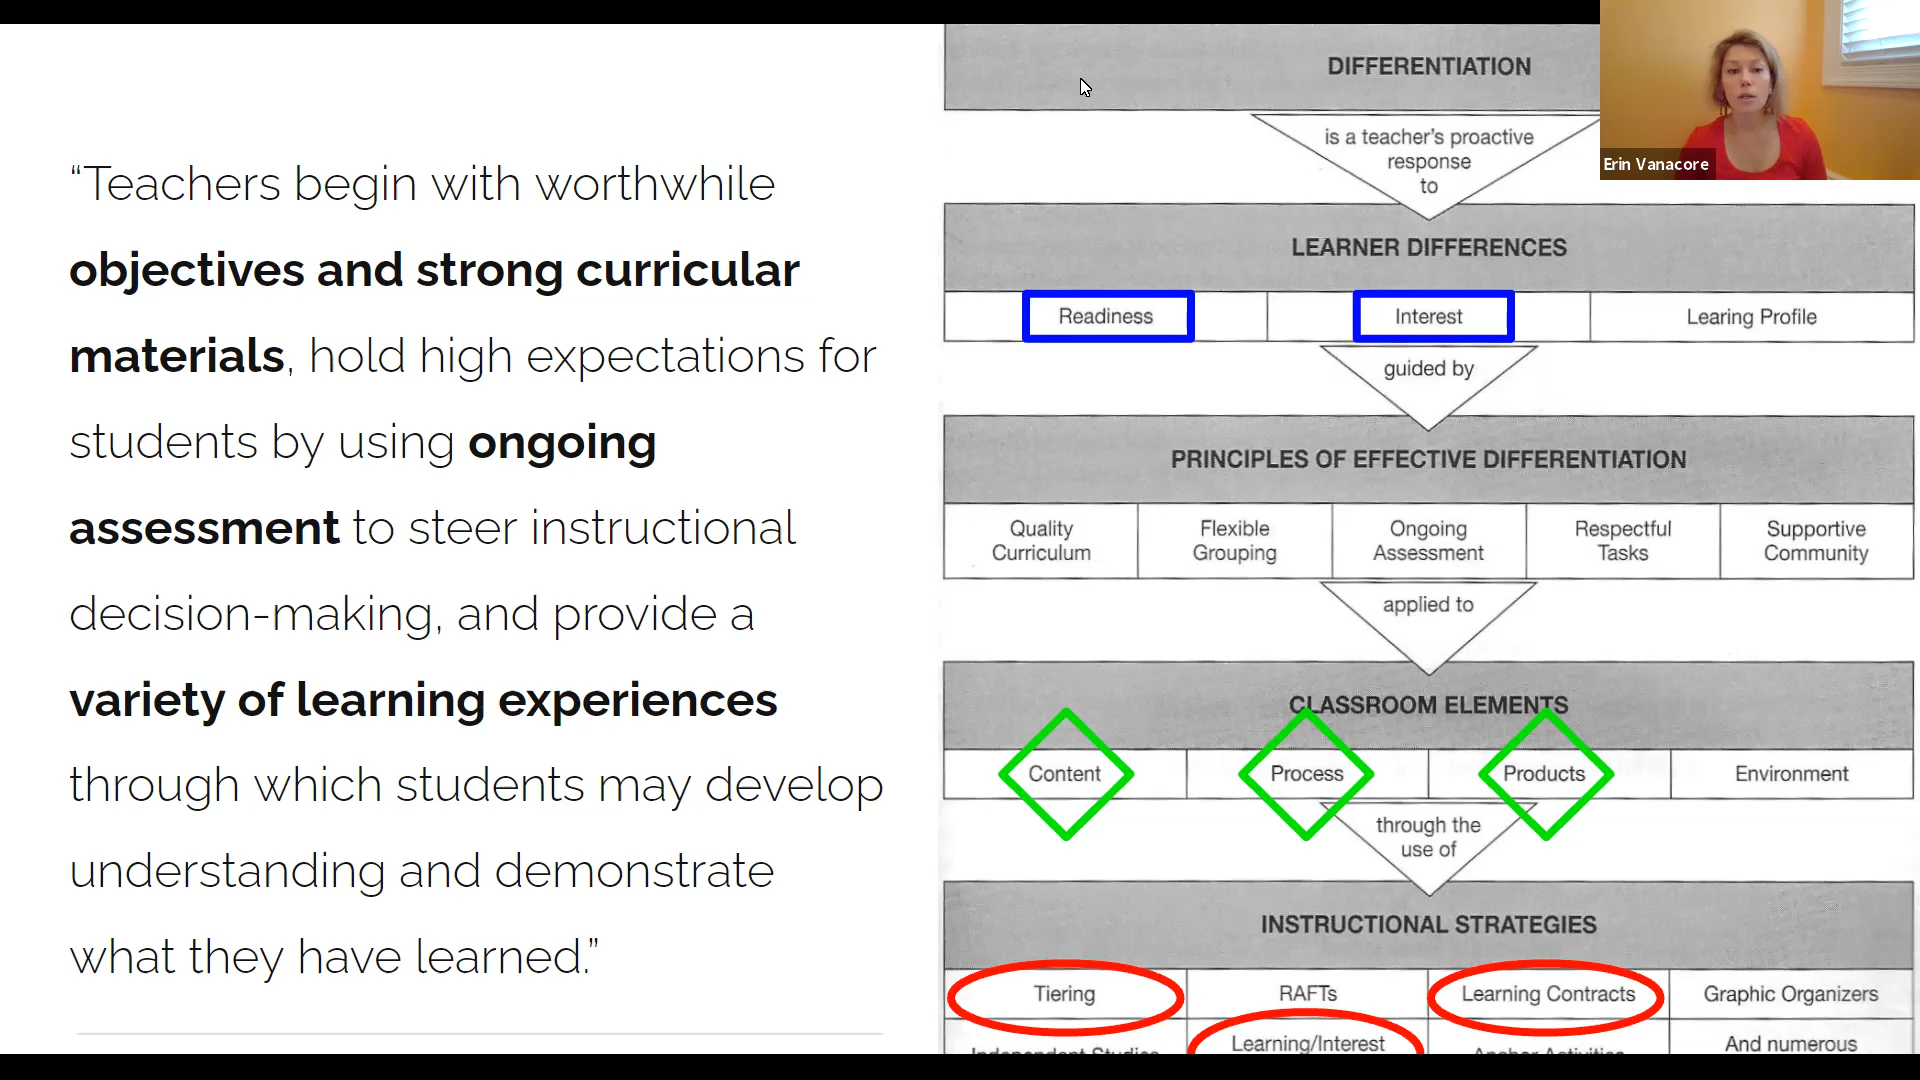 “Teachers begin with worthwhile
objectives and strong curricular
materials, hold high expectations for
students by using ongoing
assessment to steer instructional
decision-making, and provide a
variety of learning experiences
through which students may develop
understanding and demonstrate
what they have learned.”
DIFFERENTIATION
is a teacher's proactive
response
to
LEARNER DIFFERENCES
Readiness
Interest
Learing Profile
guided by
PRINCIPLES OF EFFECTIVE DIFFERENTIATION
Quality
Curriculum
Flexible
Grouping
Ongoing
Assessment
Respectful
Tasks
Supportive
Community
applied to
CLASSROOM ELEMENTS
Content
Process
Products
Environment
through the
use of
INSTRUCTIONAL STRATEGIES
Tiering
RAFTs
Learning Contracts
Graphic Organizers
Independent Studies
Learning/Interest
Anchor Activities
And numerous
Erin Vanacore